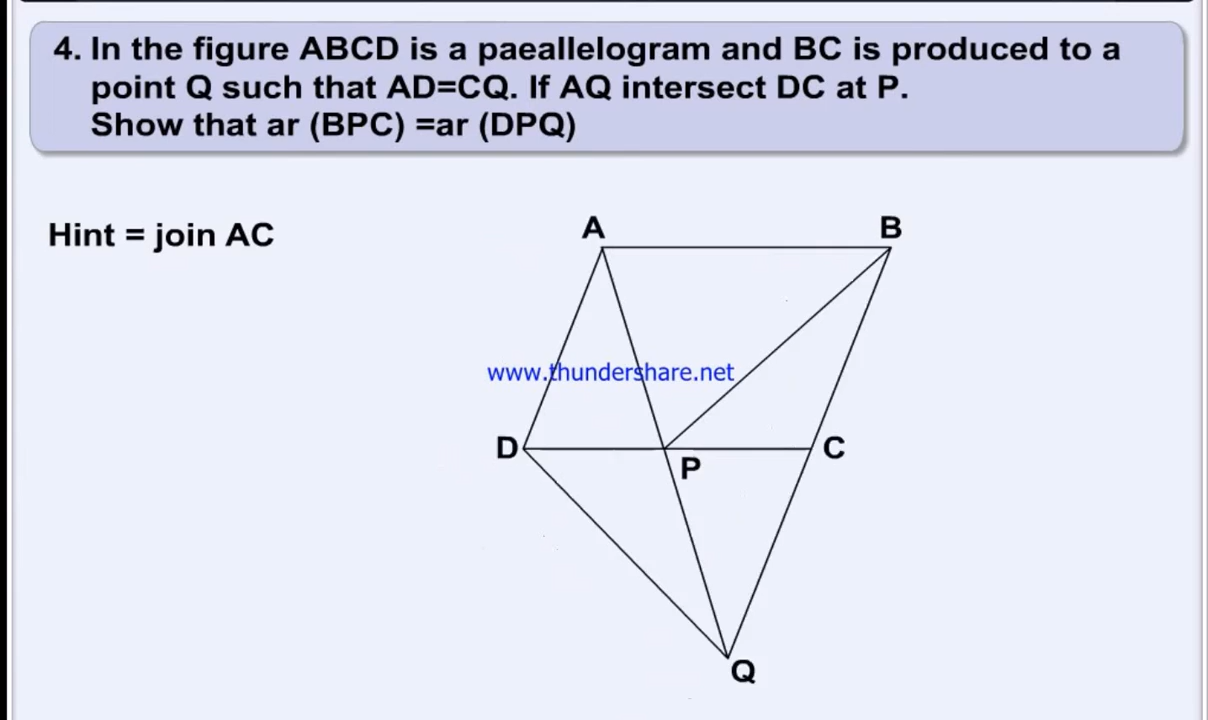 4. In the figure ABCD is a paeallelogram and BC is produced to a
point Q such that AD=CQ. If AQ intersect DC at P.
Show that ar (BPC) =ar (DPQ)
Hint = join AC
A
B
www.thundershare.net
D
C
P
Q